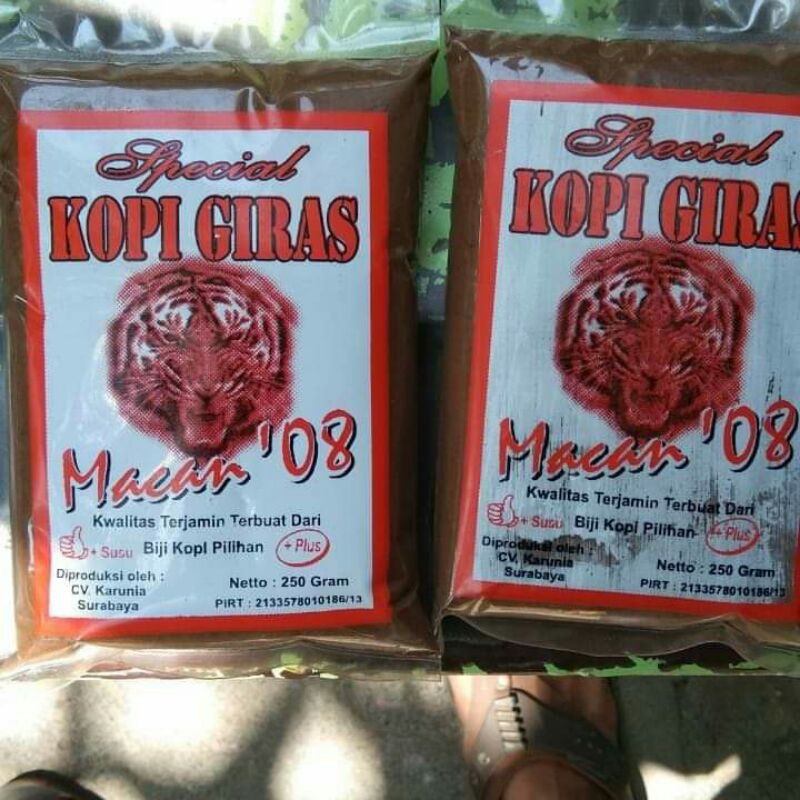 Special
KOPI GIRAS
Macan '08
Kwalitas Terjamin Terbuat Dari
+ Susu Biji Kopi Pilihan + Plus
Diproduksi oleh :
CV. Karunia
Surabaya
Netto : 250 Gram
PIRT : 2133578010186/13
Special
KOPI GIRAS
Macan '08
Kwalitas Terjamin Terbuat Dari
+ Susu Biji Kopi Pilihan + Plus
Diproduksi oleh :
CV. Karunia
Surabaya
Netto : 250 Gram
PIRT : 2133578010186/13